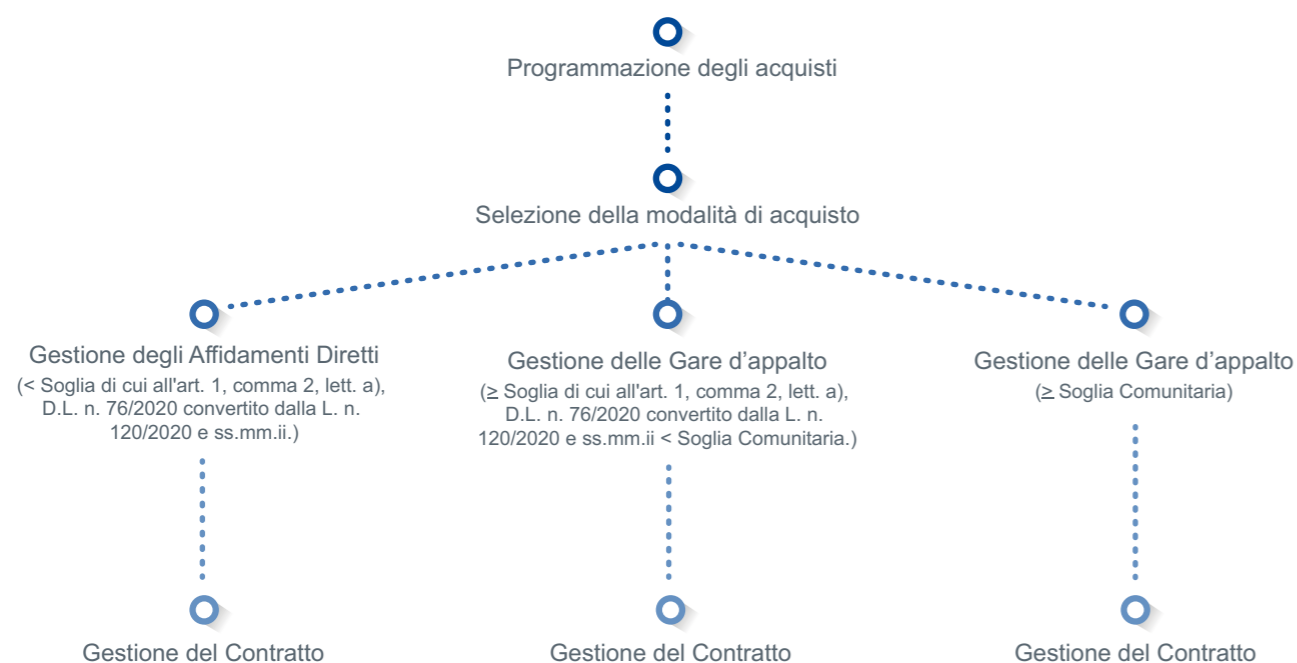 Programmazione degli acquisti
Selezione della modalità di acquisto
Gestione degli Affidamenti Diretti
(< Soglia di cui all'art. 1, comma 2, lett. a),
D.L. n. 76/2020 convertito dalla L. n.
120/2020 e ss.mm.ii.)
Gestione delle Gare d’appalto
(≥ Soglia di cui all'art. 1, comma 2, lett. a),
D.L. n. 76/2020 convertito dalla L. n.
120/2020 e ss.mm.ii < Soglia Comunitaria.)
Gestione delle Gare d’appalto
(≥ Soglia Comunitaria)
Gestione del Contratto
Gestione del Contratto
Gestione del Contratto